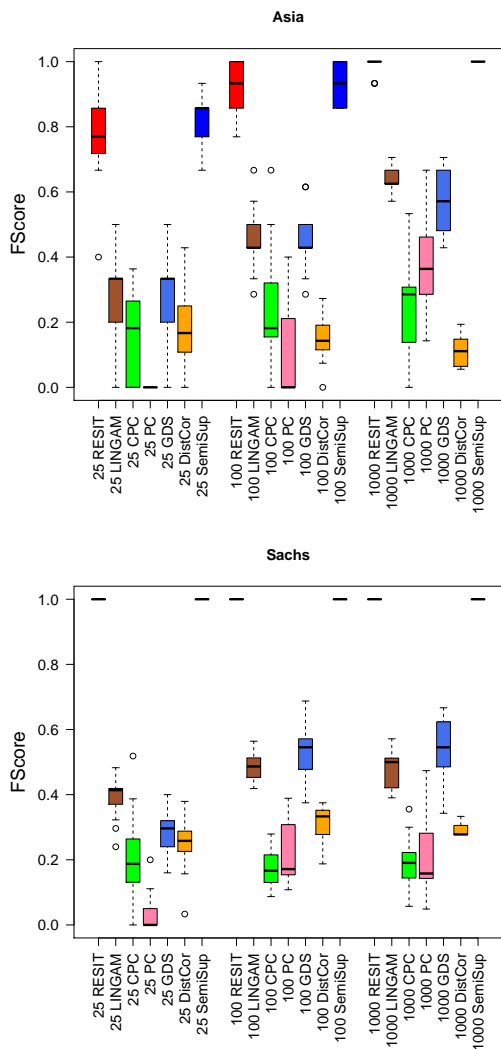 Asia
FScore
1.0
0.8
0.6
0.4
0.2
0.0
25 RESIT
25 LINGAM
25 CPC
25 PC
25 GDS
25 DistCor
25 SemiSup
100 RESIT
100 LINGAM
100 CPC
100 PC
100 GDS
100 DistCor
100 SemiSup
1000 RESIT
1000 LINGAM
1000 CPC
1000 PC
1000 GDS
1000 DistCor
1000 SemiSup
Sachs
FScore
1.0
0.8
0.6
0.4
0.2
0.0
25 RESIT
25 LINGAM
25 CPC
25 PC
25 GDS
25 DistCor
25 SemiSup
100 RESIT
100 LINGAM
100 CPC
100 PC
100 GDS
100 DistCor
100 SemiSup
1000 RESIT
1000 LINGAM
1000 CPC
1000 PC
1000 GDS
1000 DistCor
1000 SemiSup